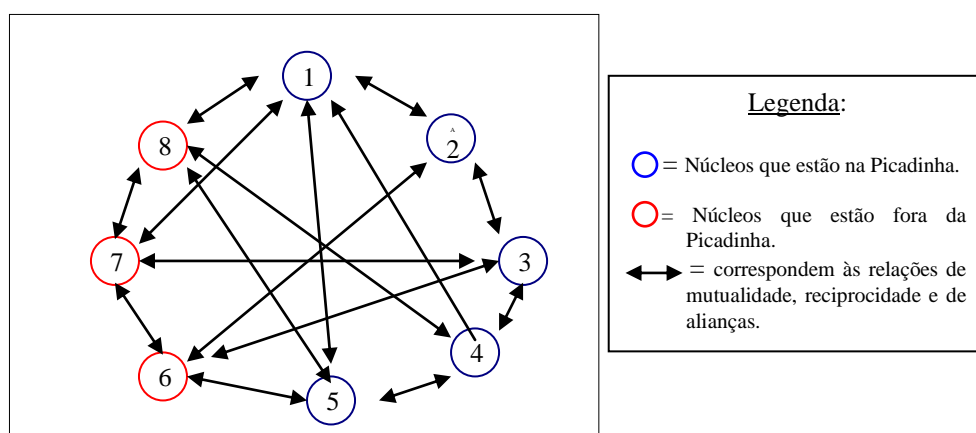 1
8
A
2
7
3
4
6
5
Legenda:
= Núcleos que estão na Picadinha.
= Núcleos que estão fora da
Picadinha.
= correspondem às relações de
mutualidade, reciprocidade e de
alianças.